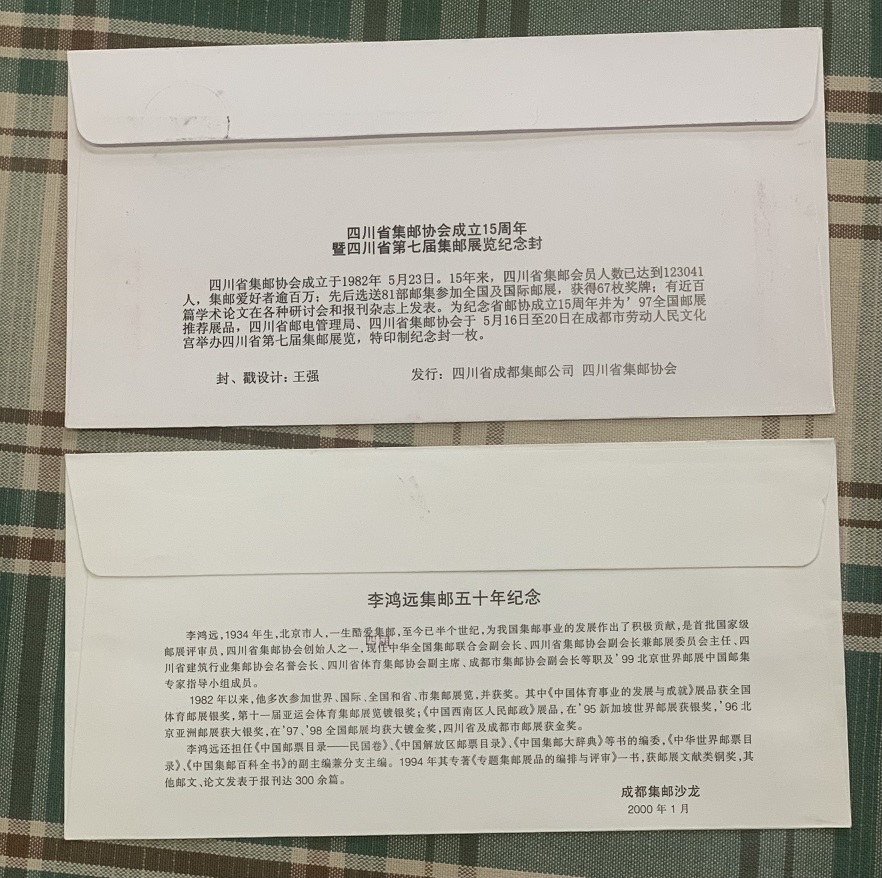 四川省集邮协会成立15周年
暨四川省第七届集邮展览纪念封
四川省集邮协会成立于1982年 5月23日。15年来，四川省集邮会员人数已达到123041
人，集邮爱好者逾百万；先后选送81部邮集参加全国及国际邮展，获得67枚奖牌；有近百
篇学术论文在各种研讨会和报刊杂志上发表。为纪念省邮协成立15周年并为’97全国邮展
推荐展品，四川省邮电管理局、四川省集邮协会于 5月16日至20日在成都市劳动人民文化
宫举办四川省第七届集邮展览，特印制纪念封一枚。
封、戳设计：王强 发行：四川省成都集邮公司 四川省集邮协会
李鸿远集邮五十年纪念
李鸿远，1934 年生，北京市人，一生酷爱集邮，至今已半个世纪，为我国集邮事业的发展作出了积极贡献，是首批国家级
邮展评审员，四川省集邮协会创始人之一，现任中华全国集邮联合会副会长、四川省集邮协会副会长兼邮展委员会主任、四
川省建筑行业集邮协会名誉会长、四川省体育集邮协会副主席、成都市集邮协会副会长等职及’99 北京世界邮展中国邮集
专家指导小组成员。
1982 年以来，他多次参加世界、国际、全国和省、市集邮展览，并获奖。其中《中国体育事业的发展与成就》展品获全国
体育邮展银奖，第十一届亚运会体育集邮展览镀银奖；《中国西南区人民邮政》展品，在’95 新加坡世界邮展获银奖，’96 北
京亚洲邮展获大银奖，在’97、’98 全国邮展均获大镀金奖，四川省及成都市邮展获金奖。
李鸿远还担任《中国邮票目录——民国卷》、《中国解放区邮票目录》、《中国集邮大辞典》等书的编委，《中华世界邮票目
录》、《中国集邮百科全书》的副主编兼分支主编。1994 年其专著《专题集邮展品的编排与评审》一书，获邮展文献类铜奖，其
他邮文、论文发表于报刊达 300 余篇。
成都集邮沙龙
2000 年 1 月